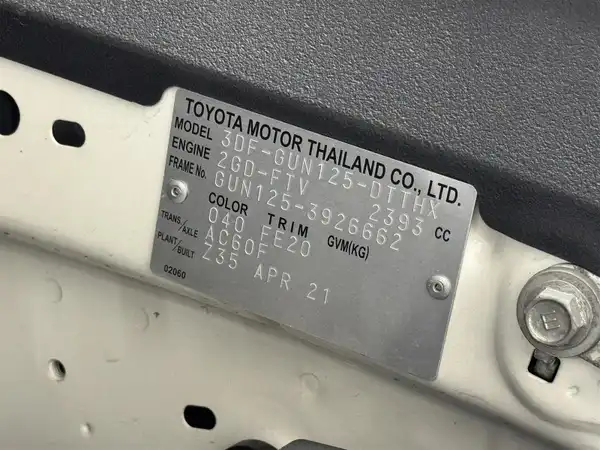 TOYOTA MOTOR THAILAND CO., LTD.
MODEL 3DF-GUN125-DTTHX
ENGINE 2GD-FTV 2393 CC
FRAME No. GUN125-3926662
COLOR TRIM GVM(KG)
040 FE20
TRANS/AXLE AC60F
PLANT/BUILT Z35 APR 21
02060
E